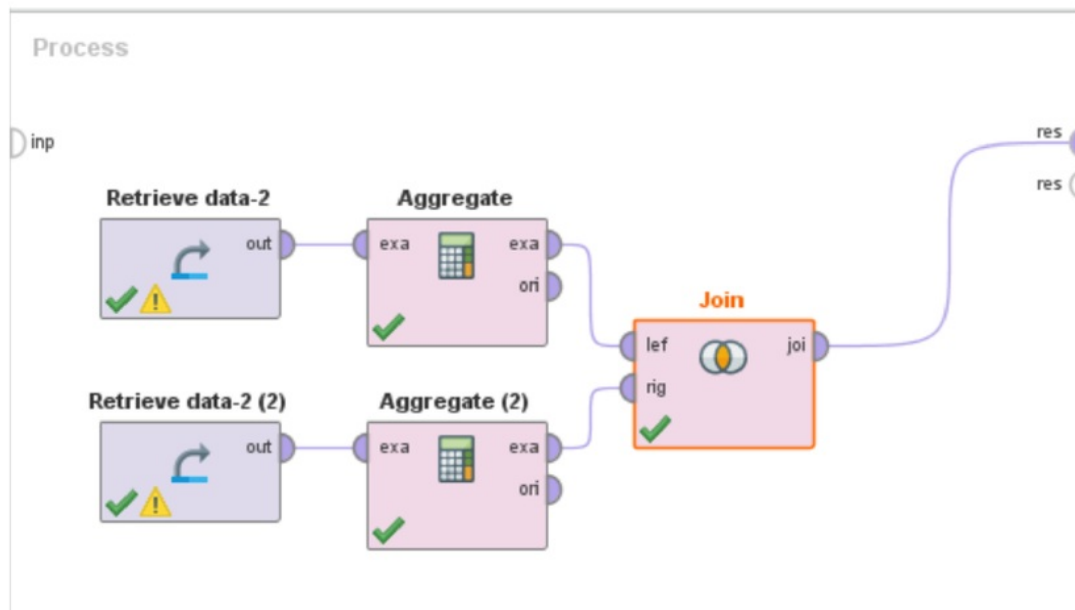 Process
inp
res
res
Retrieve data-2
Aggregate
out
exa
exa
ori
Join
lef
joi
rig
Retrieve data-2 (2)
Aggregate (2)
out
exa
exa
ori